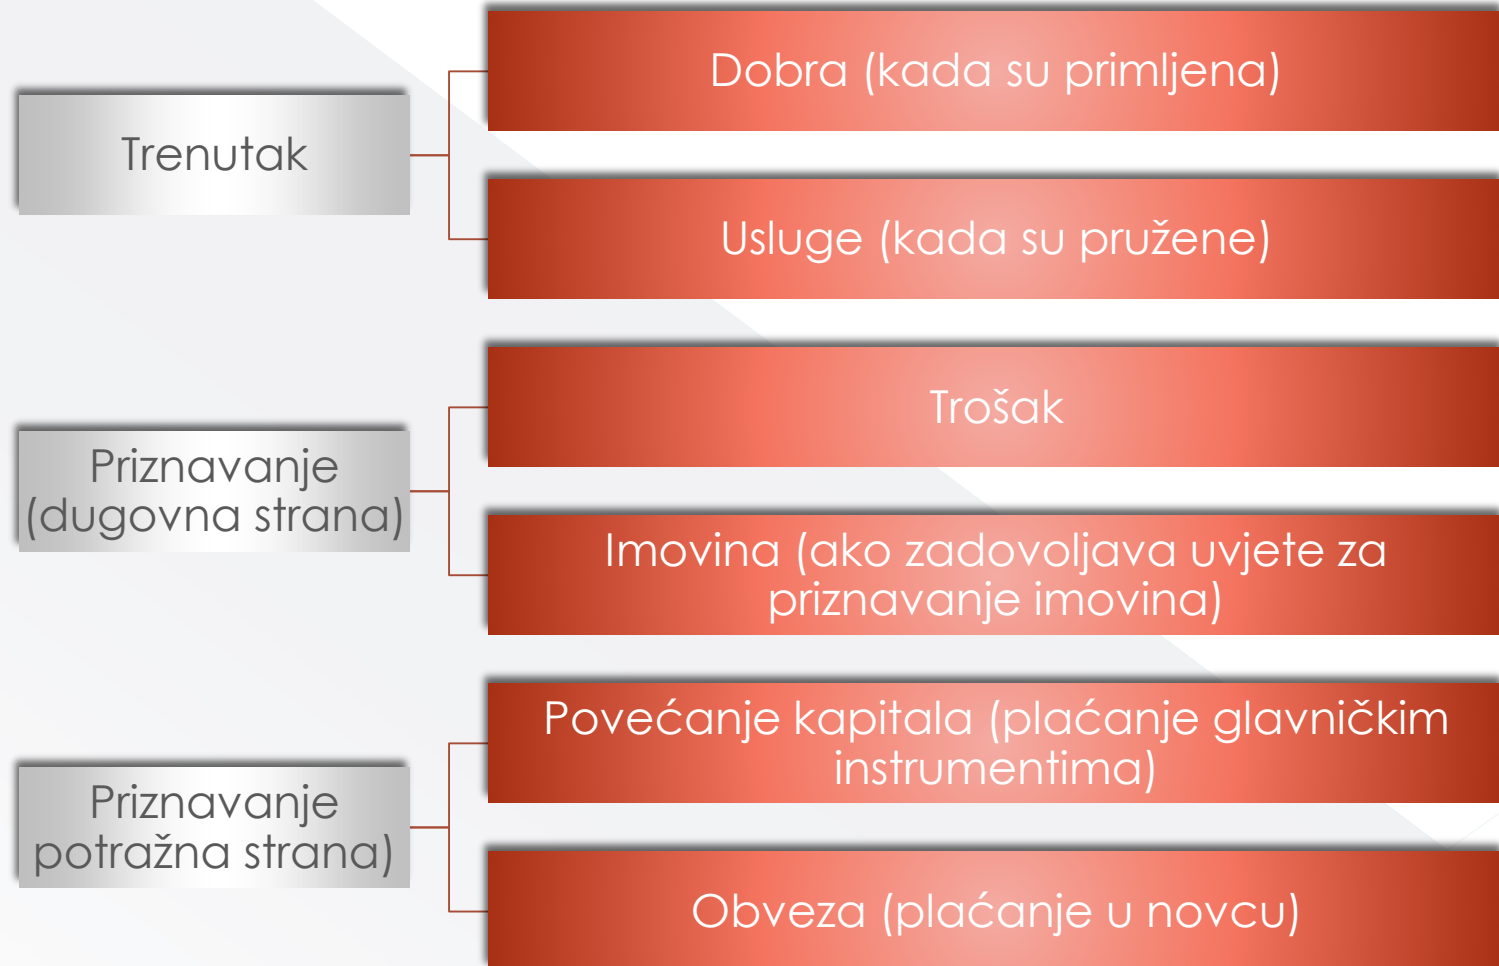 Trenutak
Dobra (kada su primljena)
Usluge (kada su pružene)
Priznavanje
(dugovna strana)
Trošak
Imovina (ako zadovoljava uvjete za
priznavanje imovina)
Priznavanje
potražna strana)
Povećanje kapitala (plaćanje glavničkim
instrumentima)
Obveza (plaćanje u novcu)